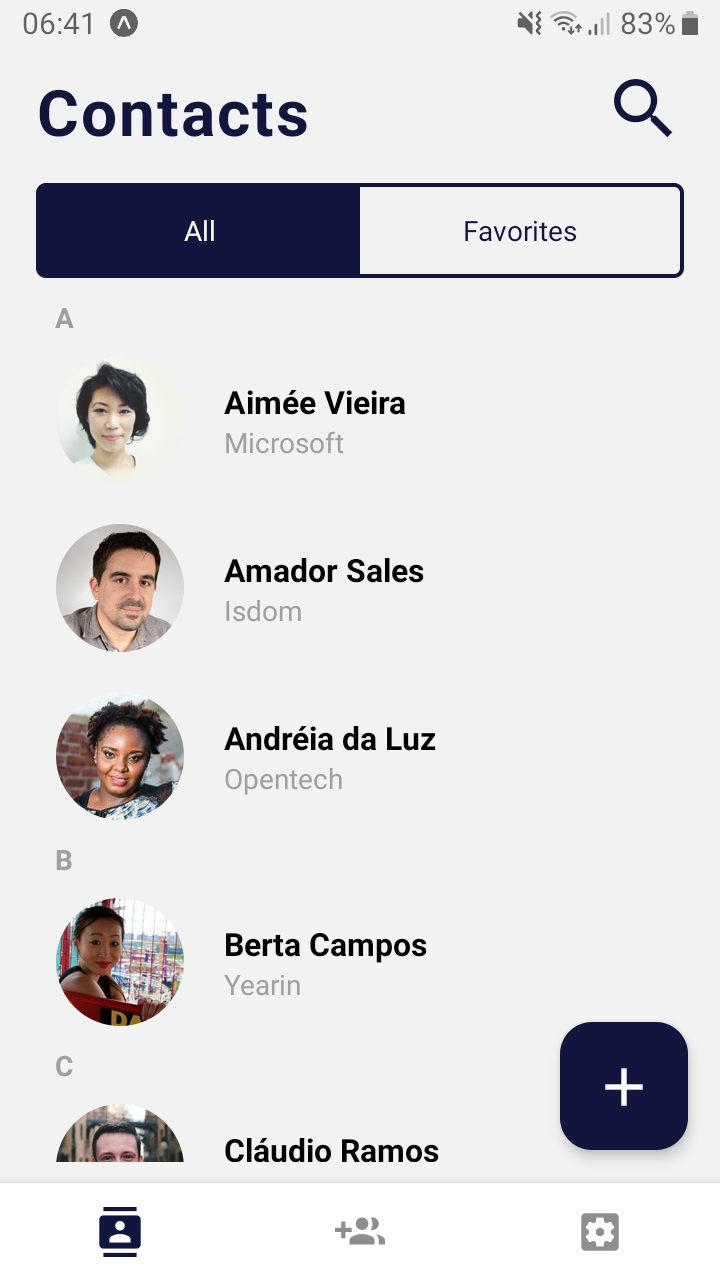 06:41
83%
Contacts
All
Favorites
A
Aimée Vieira
Microsoft
Amador Sales
Isdom
Andréia da Luz
Opentech
B
Berta Campos
Yearin
C
Cláudio Ramos